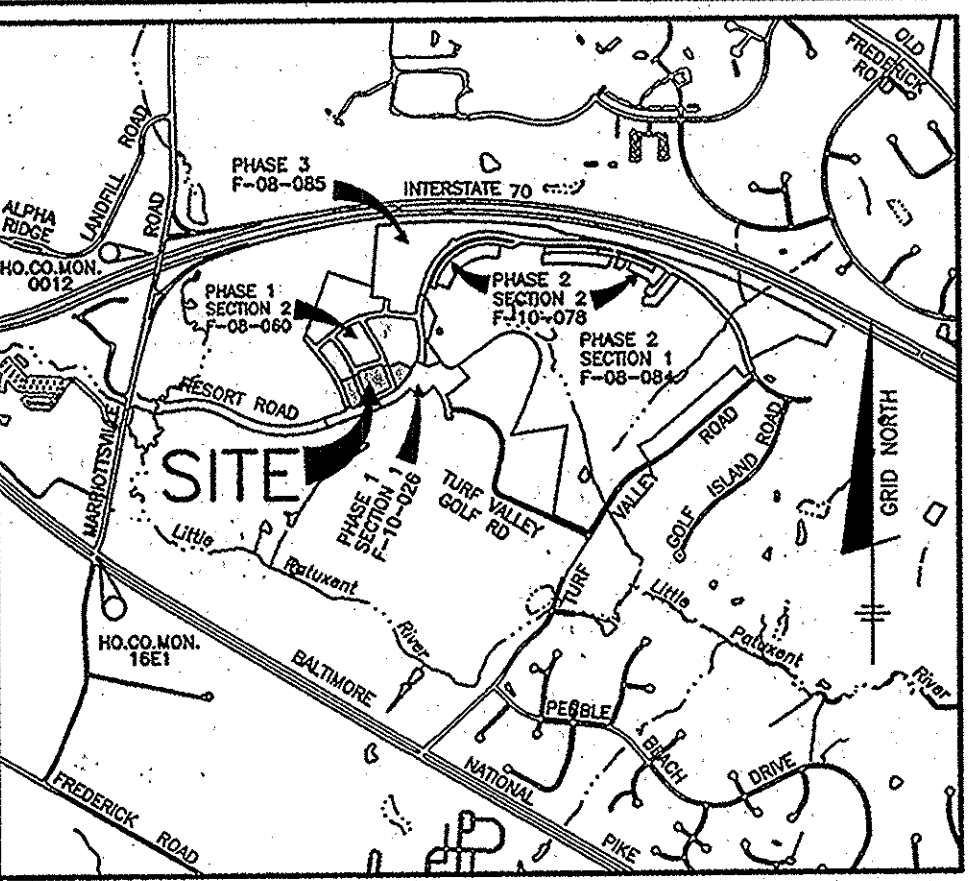 OLD
FREDERICK
ROAD
LANDFILL ROAD
ROAD
PHASE 3
F-08-085
INTERSTATE 70
ALPHA
RIDGE
HO.CO.MON.
0012
PHASE 1
SECTION 2
F-08-060
PHASE 2
SECTION 2
F-10-078
PHASE 2
SECTION 1
F-08-084
RESORT ROAD
MARRIOTTSVILLE
SITE
PHASE 1
SECTION 1
F-10-026
TURF VALLEY
GOLF RD
TURF VALLEY ROAD
GOLF ISLAND ROAD
GRID NORTH
Little
Patuxent
River
Little
Patuxent
River
HO.CO.MON.
16E1
BALTIMORE
NATIONAL
PIKE
PEBBLE
BEACH
DRIVE
FREDERICK
ROAD